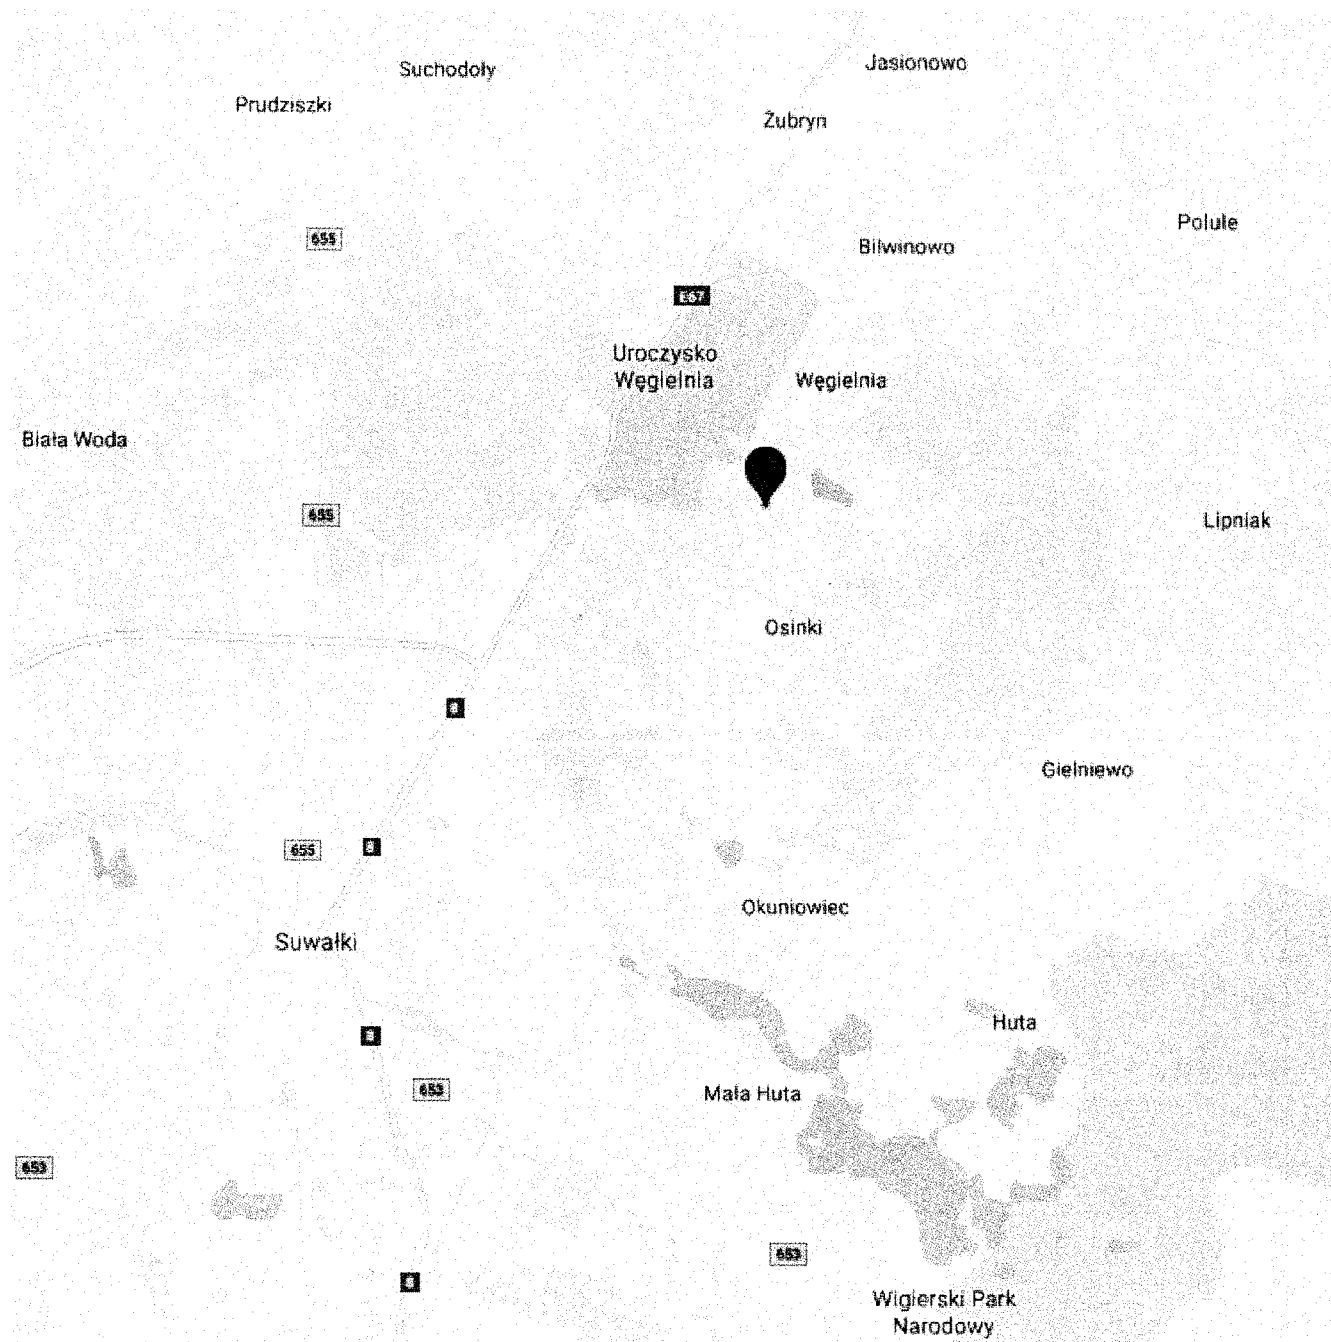 Jasionowo
Suchodoły
Prudziszki
Żubryn
Polule
655
Bilwinowo
E67
Uroczysko
Węgielnia
Węgielnia
Biała Woda
655
Lipniak
Osinki
8
Gielniewo
655
8
Okuniowiec
Suwałki
Huta
8
653
Mała Huta
653
653
8
Wigierski Park
Narodowy